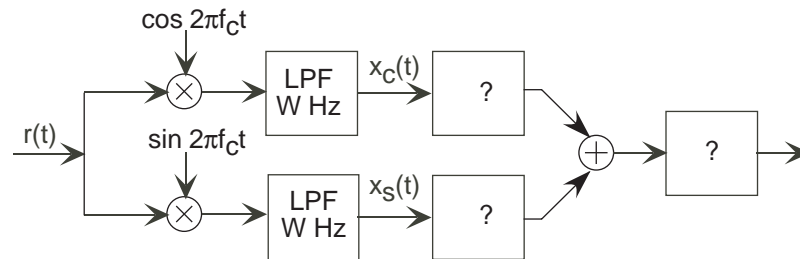 cos 2πfct
LPF
W Hz
xc(t)
?
r(t)
sin 2πfct
?
LPF
W Hz
xs(t)
?